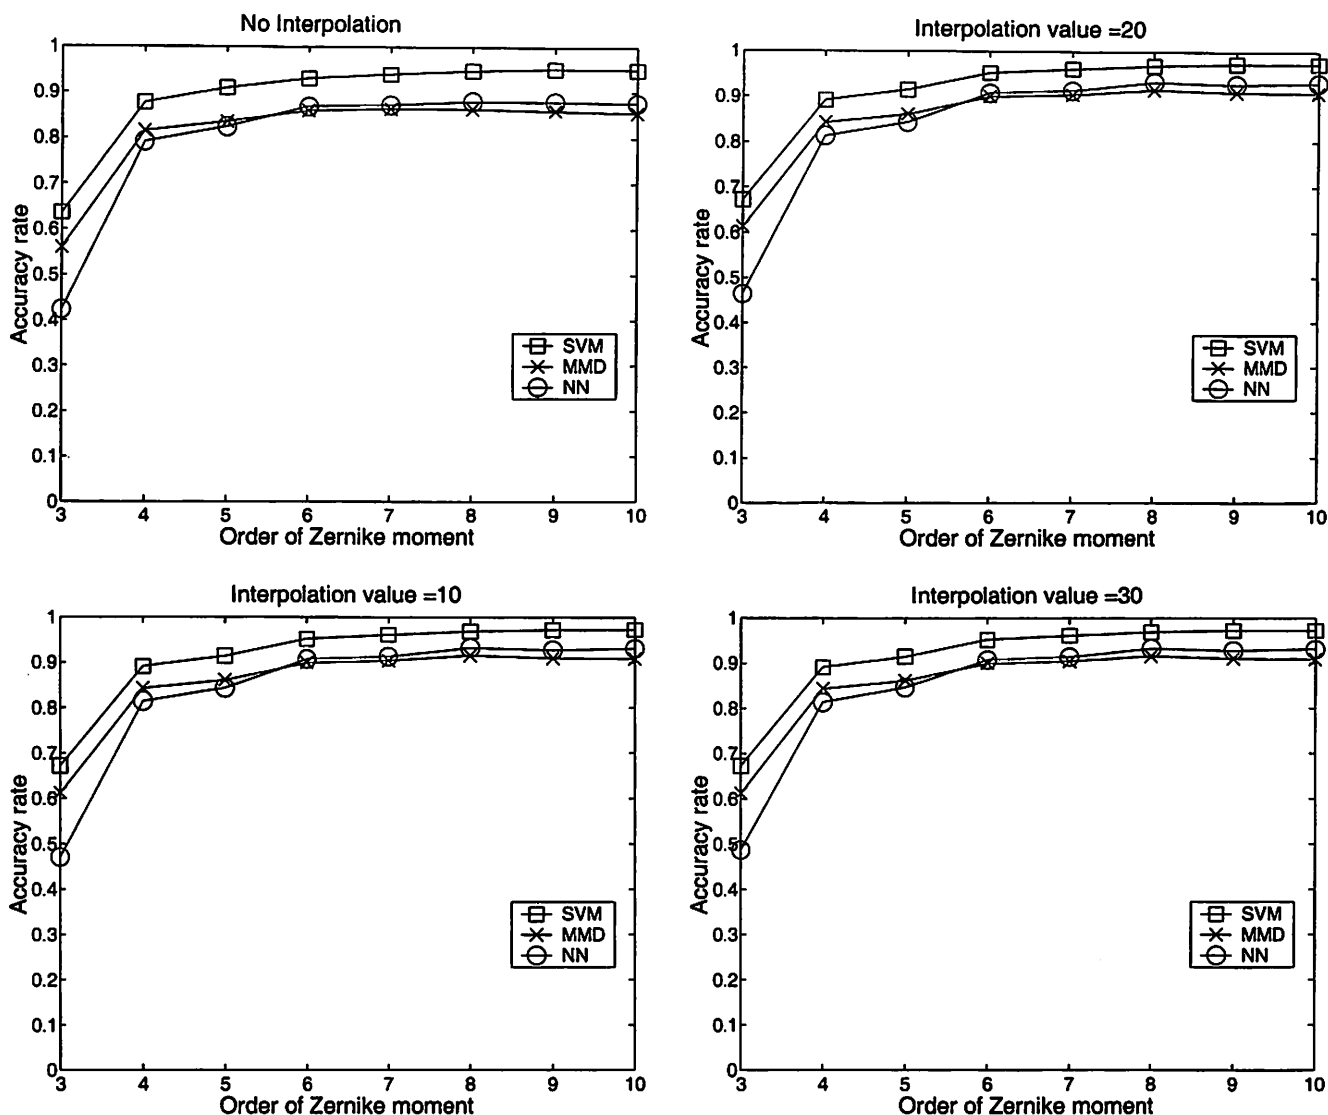 No Interpolation
1
0.9
0.8
0.7
0.6
0.5
0.4
0.3
0.2
0.1
0
Accuracy rate
SVM
MMD
NN
3 4 5 6 7 8 9 10
Order of Zernike moment
Interpolation value =20
1
0.9
0.8
0.7
0.6
0.5
0.4
0.3
0.2
0.1
0
Accuracy rate
SVM
MMD
NN
3 4 5 6 7 8 9 10
Order of Zernike moment
Interpolation value =10
1
0.9
0.8
0.7
0.6
0.5
0.4
0.3
0.2
0.1
0
Accuracy rate
SVM
MMD
NN
3 4 5 6 7 8 9 10
Order of Zernike moment
Interpolation value =30
1
0.9
0.8
0.7
0.6
0.5
0.4
0.3
0.2
0.1
0
Accuracy rate
SVM
MMD
NN
3 4 5 6 7 8 9 10
Order of Zernike moment